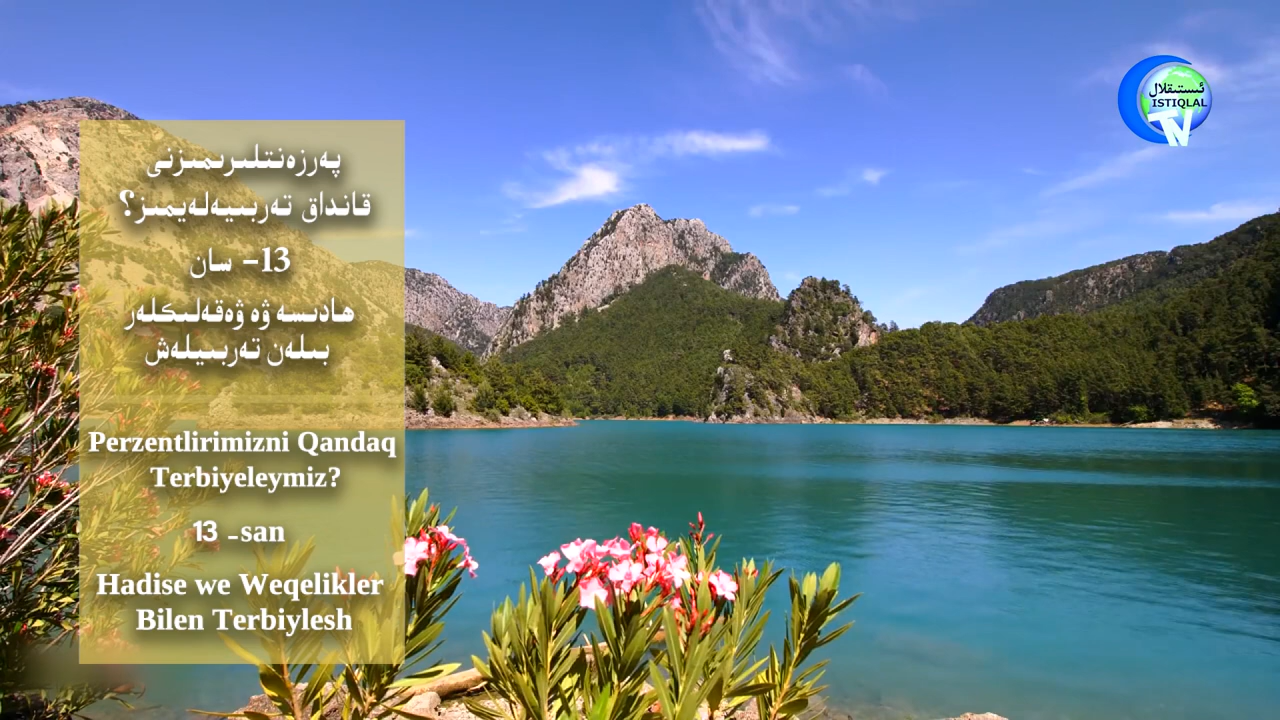 پەرزەنتلىرىمىزنى
قانداق تەربىيەلەيمىز؟
13- سان
ھادىسە ۋە ۋەقەلىكلەر
بىلەن تەربىيلەش
Perzentlirimizni Qandaq
Terbiyeleymiz?
13 -san
Hadise we Weqelikler
Bilen Terbiylesh
ئىستىقلال
ISTIQLAL
TV